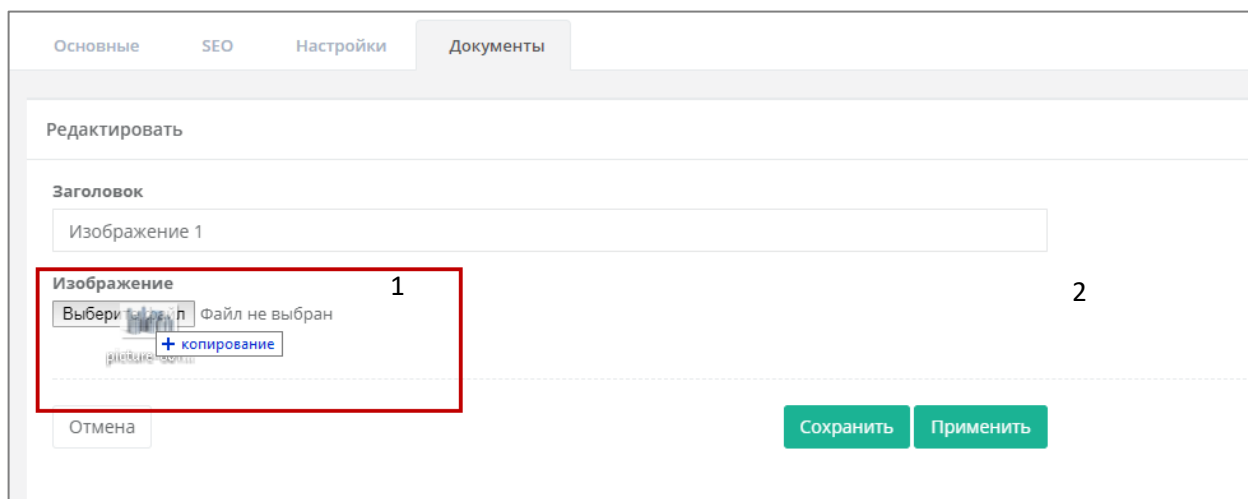 Основные SEO Настройки Документы
Редактировать
Заголовок
Изображение 1
Изображение 1
2
Файл не выбран
+ копирование
Отмена Сохранить Применить